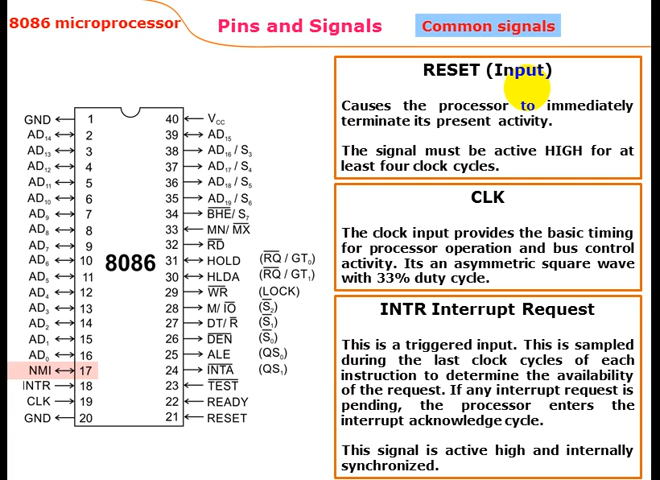 8086 microprocessor
Pins and Signals
Common signals
GND 1
AD14 2
AD13 3
AD12 4
AD11 5
AD10 6
AD9 7
AD8 8
AD7 9
AD6 10
AD5 11
AD4 12
AD3 13
AD2 14
AD1 15
AD0 16
NMI 17
INTR 18
CLK 19
GND 20
8086
40 VCC
39 AD15
38 AD16 / S3
37 AD17 / S4
36 AD18 / S5
35 AD19 / S6
34 BHE/ S7
33 MN/ MX
32 RD
31 HOLD (RQ / GT0)
30 HLDA (RQ / GT1)
29 WR (LOCK)
28 M/ IO (S2)
27 DT/ R (S1)
26 DEN (S0)
25 ALE (QS0)
24 INTA (QS1)
23 TEST
22 READY
21 RESET
RESET (Input)
Causes the processor to immediately
terminate its present activity.
The signal must be active HIGH for at
least four clock cycles.
CLK
The clock input provides the basic timing
for processor operation and bus control
activity. Its an asymmetric square wave
with 33% duty cycle.
INTR Interrupt Request
This is a triggered input. This is sampled
during the last clock cycles of each
instruction to determine the availability
of the request. If any interrupt request is
pending, the processor enters the
interrupt acknowledge cycle.
This signal is active high and internally
synchronized.